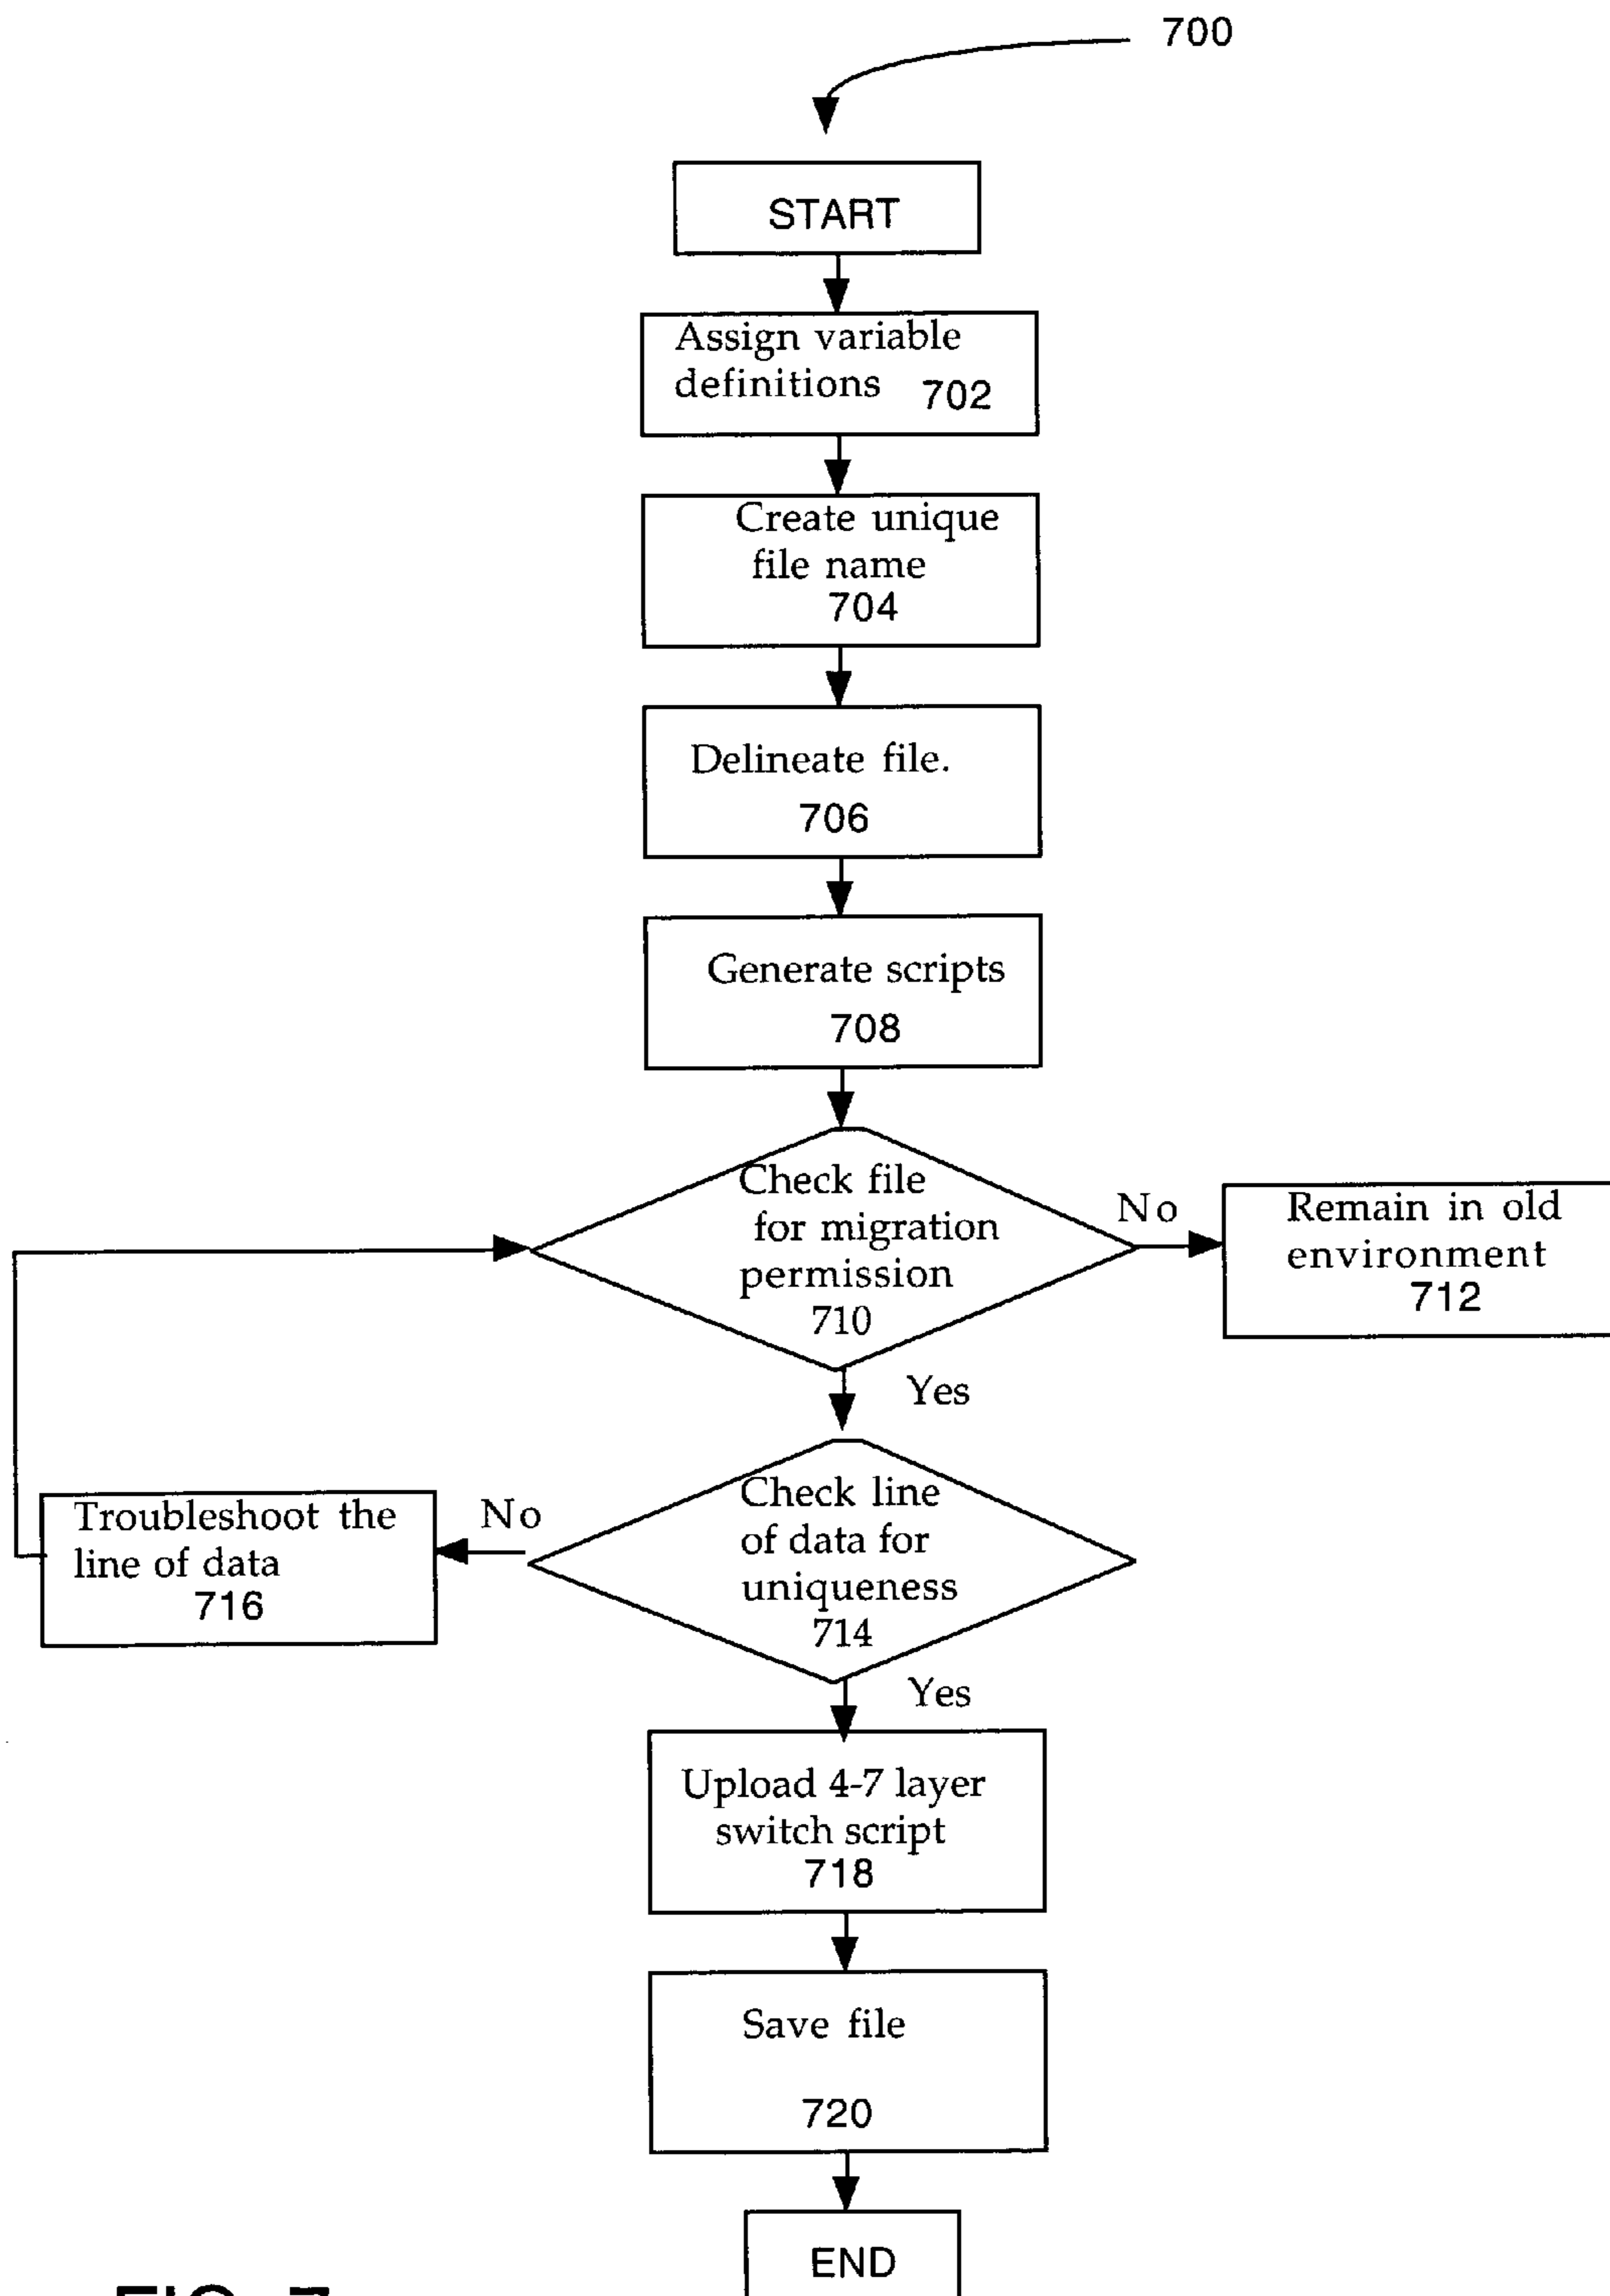 700
START
Assign variable
definitions 702
Create unique
file name
704
Delineate file.
706
Generate scripts
708
Check file
for migration
permission
710
No
Remain in old
environment
712
Yes
Check line
of data for
uniqueness
714
No
Troubleshoot the
line of data
716
Yes
Upload 4-7 layer
switch script
718
Save file
720
END